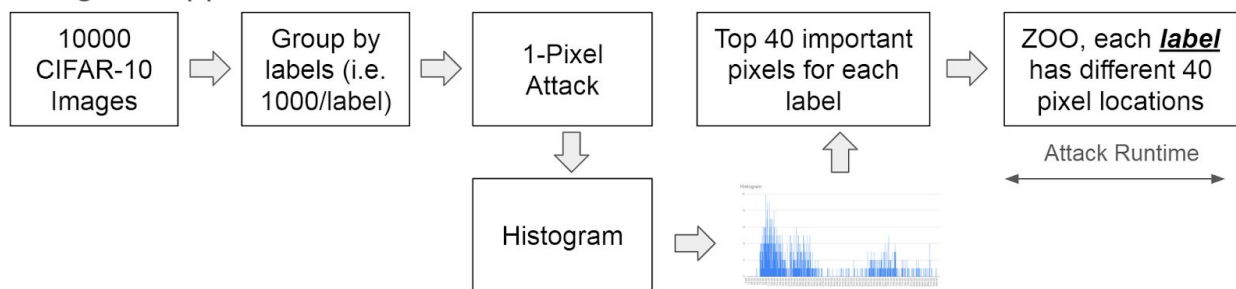 10000
CIFAR-10
Images
Group by
labels (i.e.
1000/label)
1-Pixel
Attack
Top 40 important
pixels for each
label
ZOO, each label
has different 40
pixel locations
Attack Runtime
Histogram
Histogram